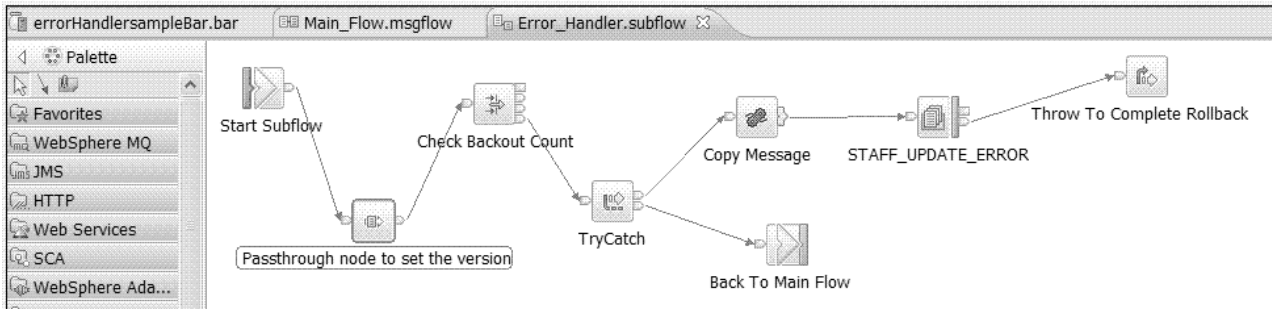 errorHandlersampleBar.bar
Main_Flow.msgflow
Error_Handler.subflow
Palette
Favorites
WebSphere MQ
JMS
HTTP
Web Services
SCA
WebSphere Ada...
Start Subflow
Check Backout Count
Passthrough node to set the version
TryCatch
Copy Message
STAFF_UPDATE_ERROR
Throw To Complete Rollback
Back To Main Flow